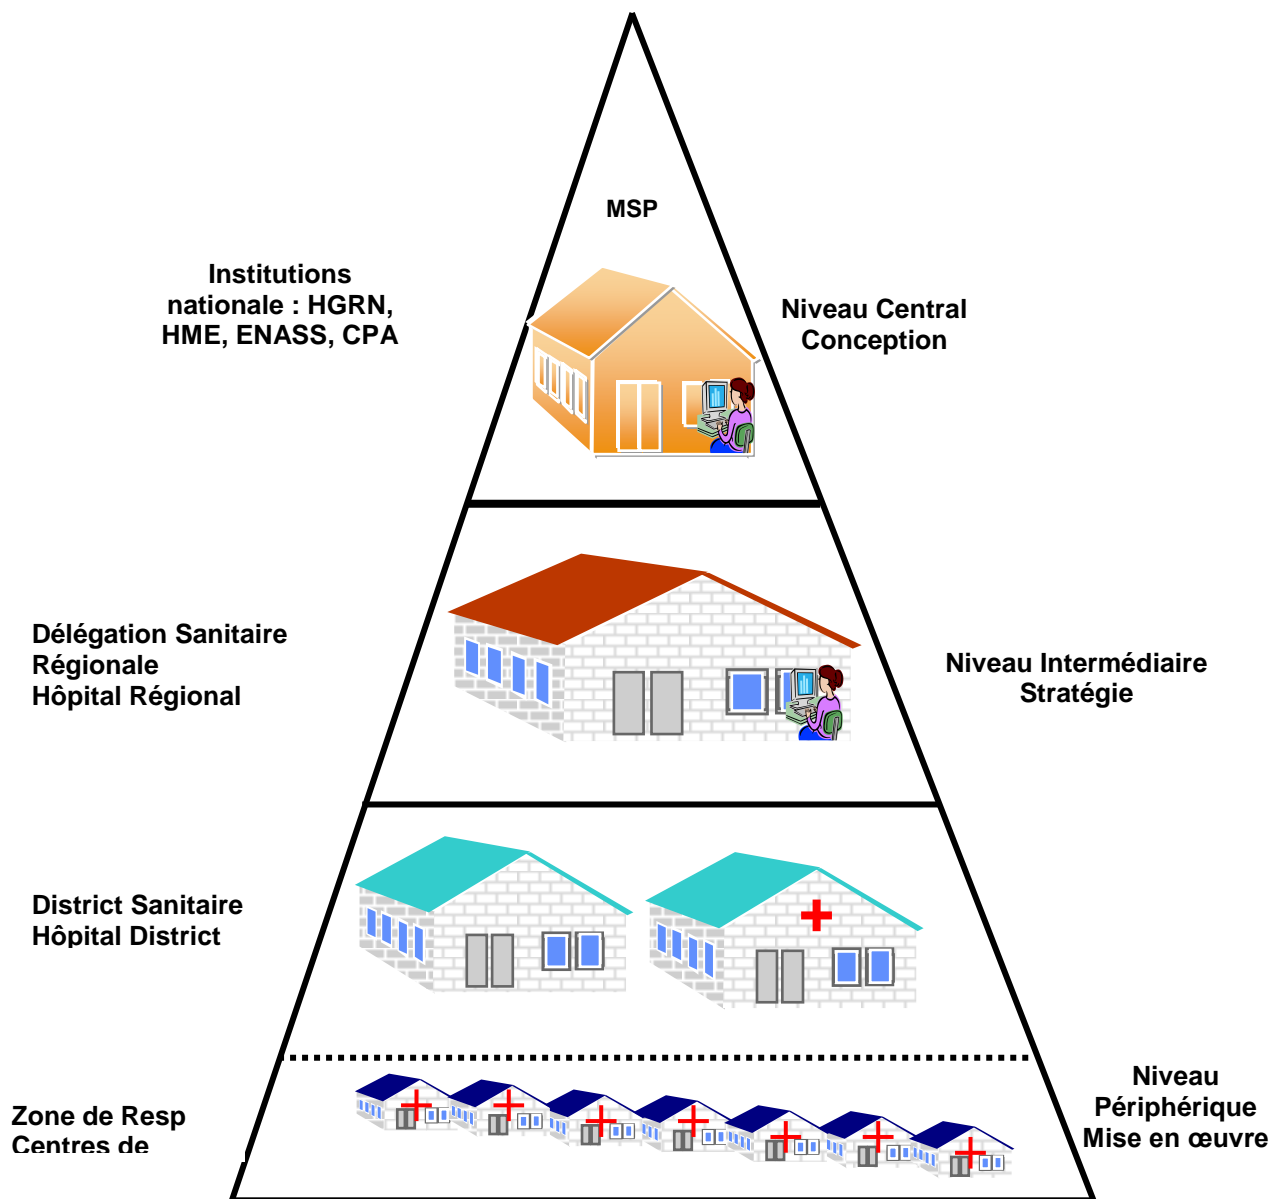 MSP
Institutions
nationale : HGRN,
HME, ENASS, CPA
Niveau Central
Conception
Délégation Sanitaire
Régionale
Hôpital Régional
Niveau Intermédiaire
Stratégie
District Sanitaire
Hôpital District
Zone de Resp
Centres de
Niveau
Périphérique
Mise en œuvre